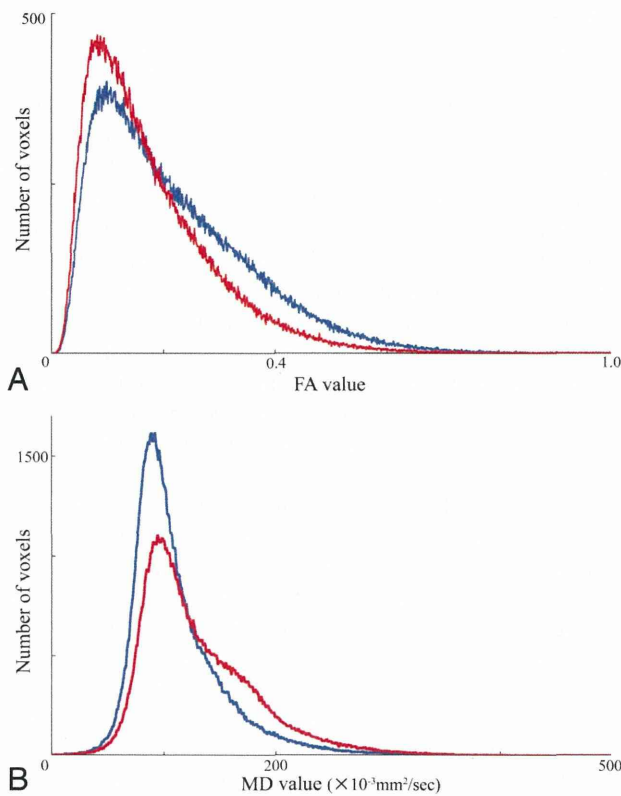 500
Number of voxels
0
0.4
1.0
A
FA value
1500
Number of voxels
0
200
500
B
MD value (×10⁻³mm²/sec)